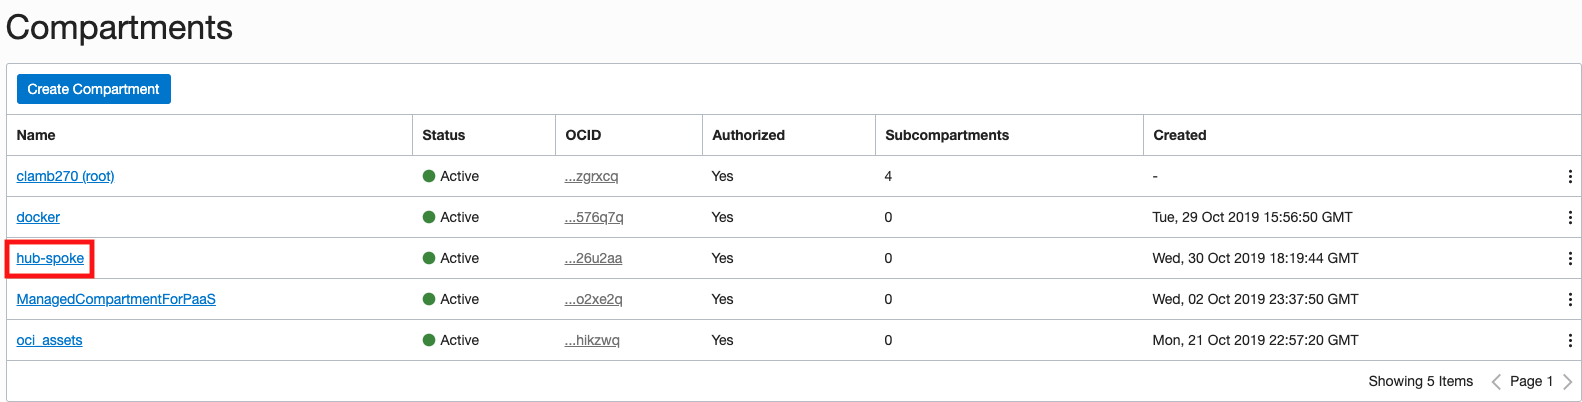 Compartments
Create Compartment
Name Status OCID Authorized Subcompartments Created
clamb270 (root) Active ...zgrxcq Yes 4 -
docker Active ...576q7q Yes 0 Tue, 29 Oct 2019 15:56:50 GMT
hub-spoke Active ...26u2aa Yes 0 Wed, 30 Oct 2019 18:19:44 GMT
ManagedCompartmentForPaaS Active ...o2xe2q Yes 0 Wed, 02 Oct 2019 23:37:50 GMT
oci_assets Active ...hikzwq Yes 0 Mon, 21 Oct 2019 22:57:20 GMT
Showing 5 Items Page 1